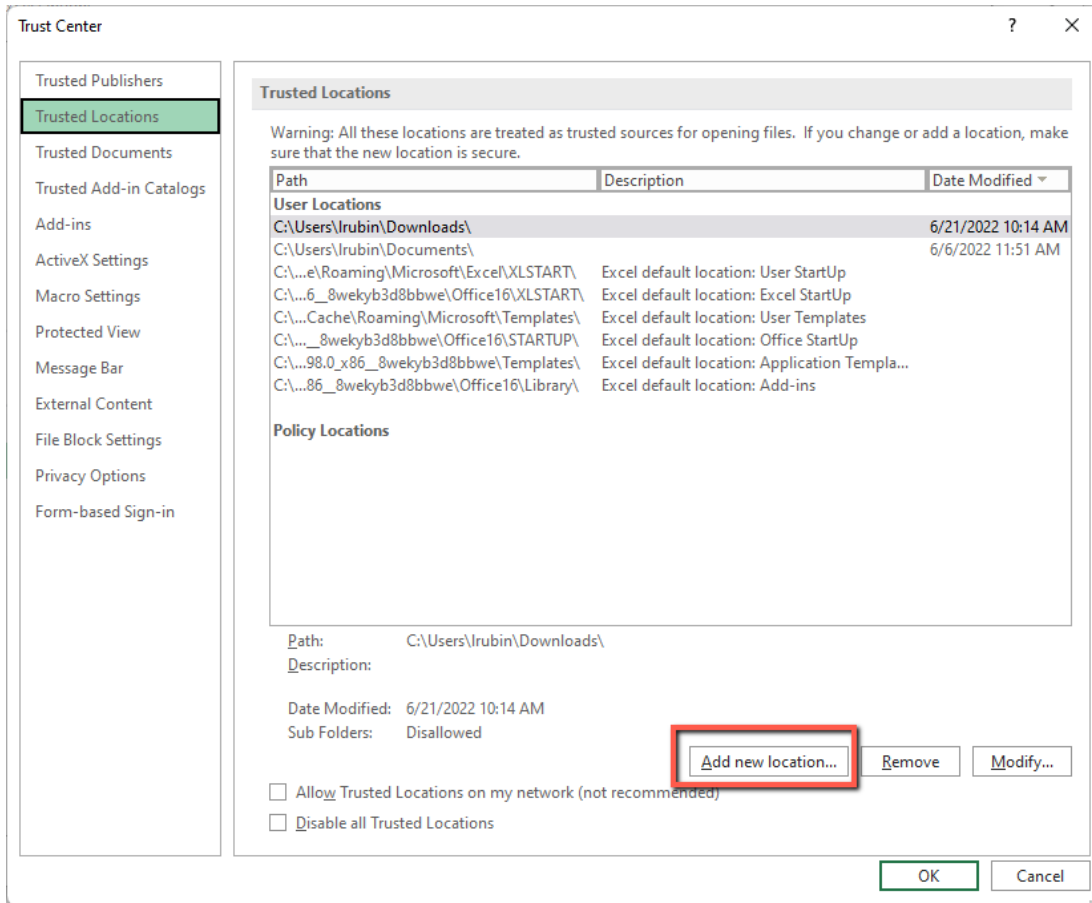 Trust Center
?
Trusted Publishers
Trusted Locations
Trusted Documents
Trusted Add-in Catalogs
Add-ins
ActiveX Settings
Macro Settings
Protected View
Message Bar
External Content
File Block Settings
Privacy Options
Form-based Sign-in
Trusted Locations
Warning: All these locations are treated as trusted sources for opening files. If you change or add a location, make
sure that the new location is secure.
Path Description Date Modified
User Locations
C:\Users\lrubin\Downloads\ 6/21/2022 10:14 AM
C:\Users\lrubin\Documents\ 6/6/2022 11:51 AM
C:\...e\Roaming\Microsoft\Excel\XLSTART\ Excel default location: User StartUp
C:\...6__8wekyb3d8bbwe\Office16\XLSTART\ Excel default location: Excel StartUp
C:\...Cache\Roaming\Microsoft\Templates\ Excel default location: User Templates
C:\...__8wekyb3d8bbwe\Office16\STARTUP\ Excel default location: Office StartUp
C:\...98.0_x86__8wekyb3d8bbwe\Templates\ Excel default location: Application Templa...
C:\...86__8wekyb3d8bbwe\Office16\Library\ Excel default location: Add-ins
Policy Locations
Path: C:\Users\lrubin\Downloads\
Description:
Date Modified: 6/21/2022 10:14 AM
Sub Folders: Disallowed
Add new location... Remove Modify...
Allow Trusted Locations on my network (not recommended)
Disable all Trusted Locations
OK Cancel